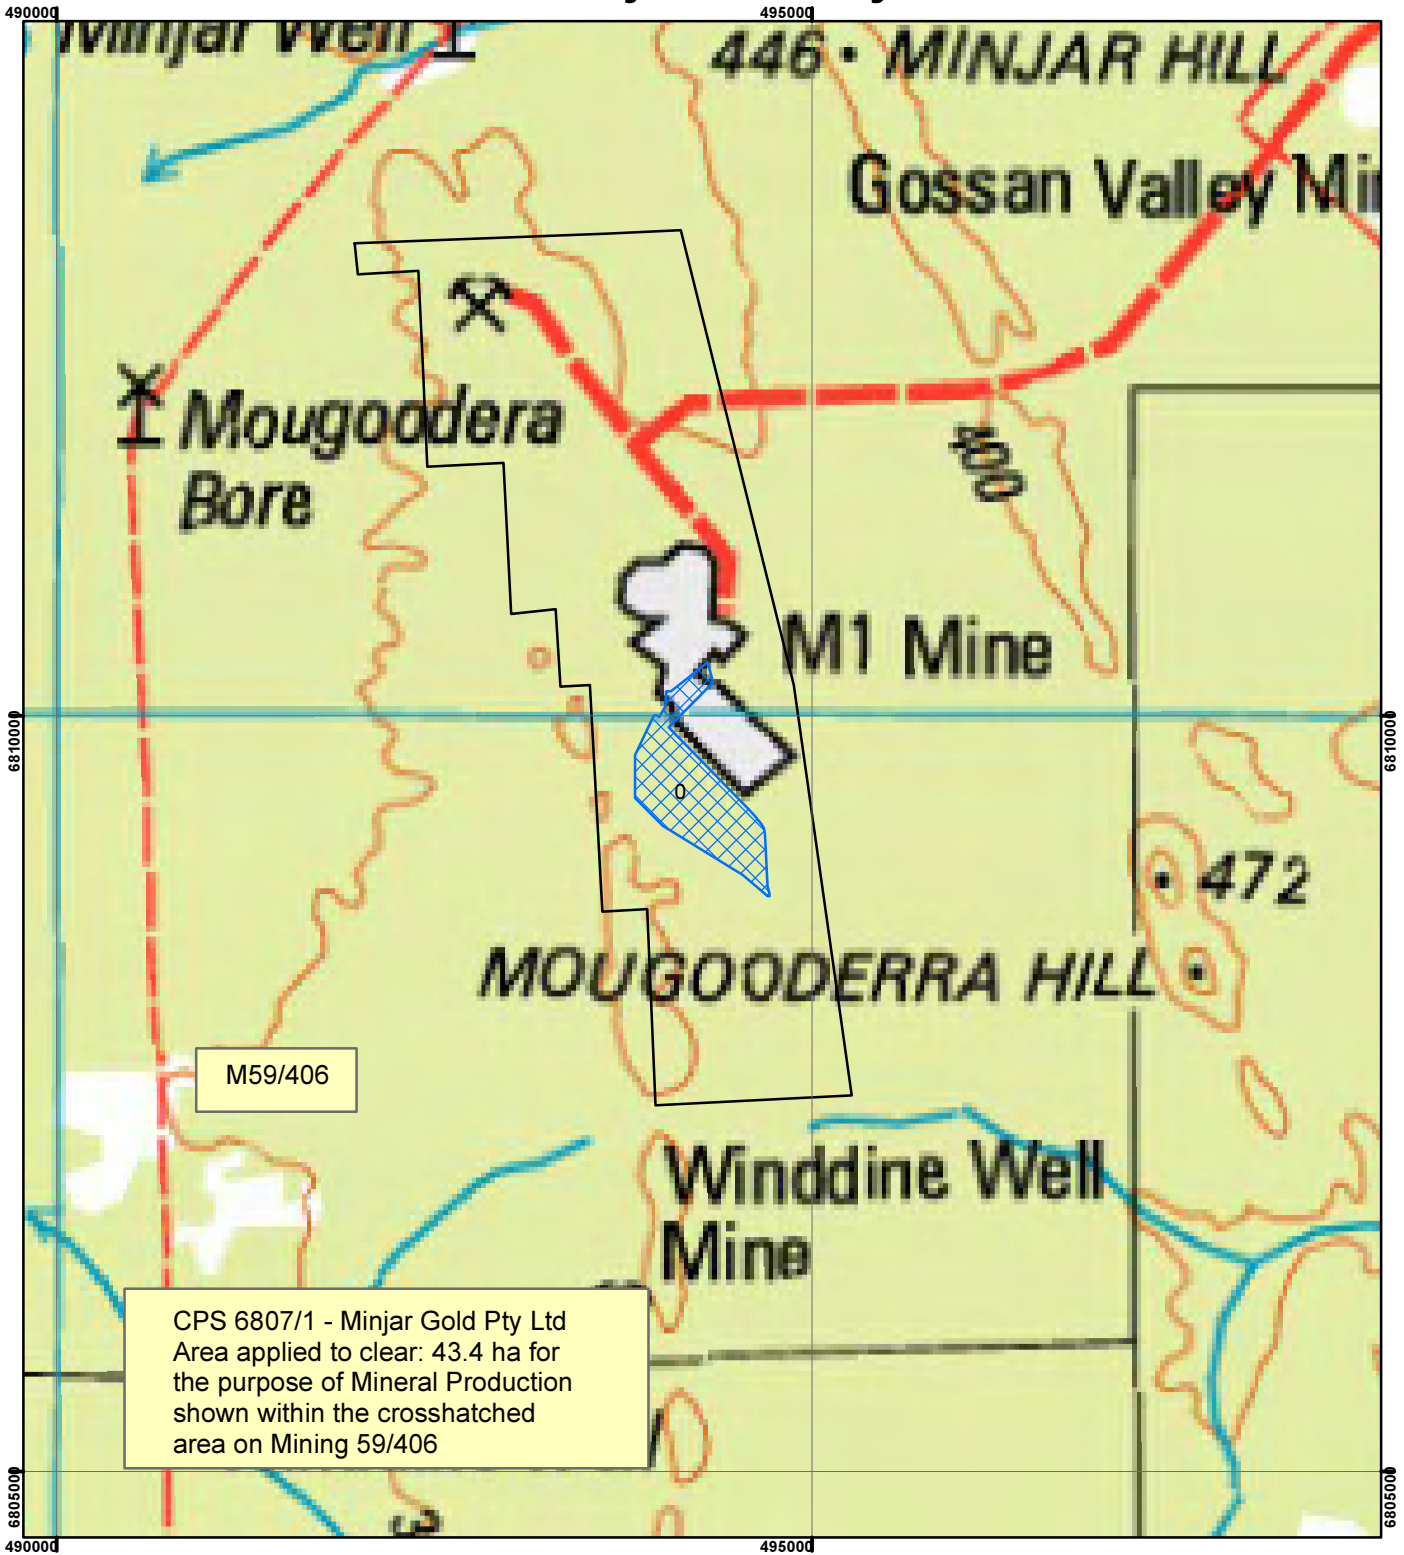 490000
495000
Minjar Well
446
MINJAR HILL
Gossan Valley Mi
Mougoodera
Bore
400
M1 Mine
6810000
6810000
0
472
MOUGOODERRA HILL
M59/406
Winddine Well
Mine
CPS 6807/1 - Minjar Gold Pty Ltd
Area applied to clear: 43.4 ha for
the purpose of Mineral Production
shown within the crosshatched
area on Mining 59/406
6805000
6805000
490000
495000